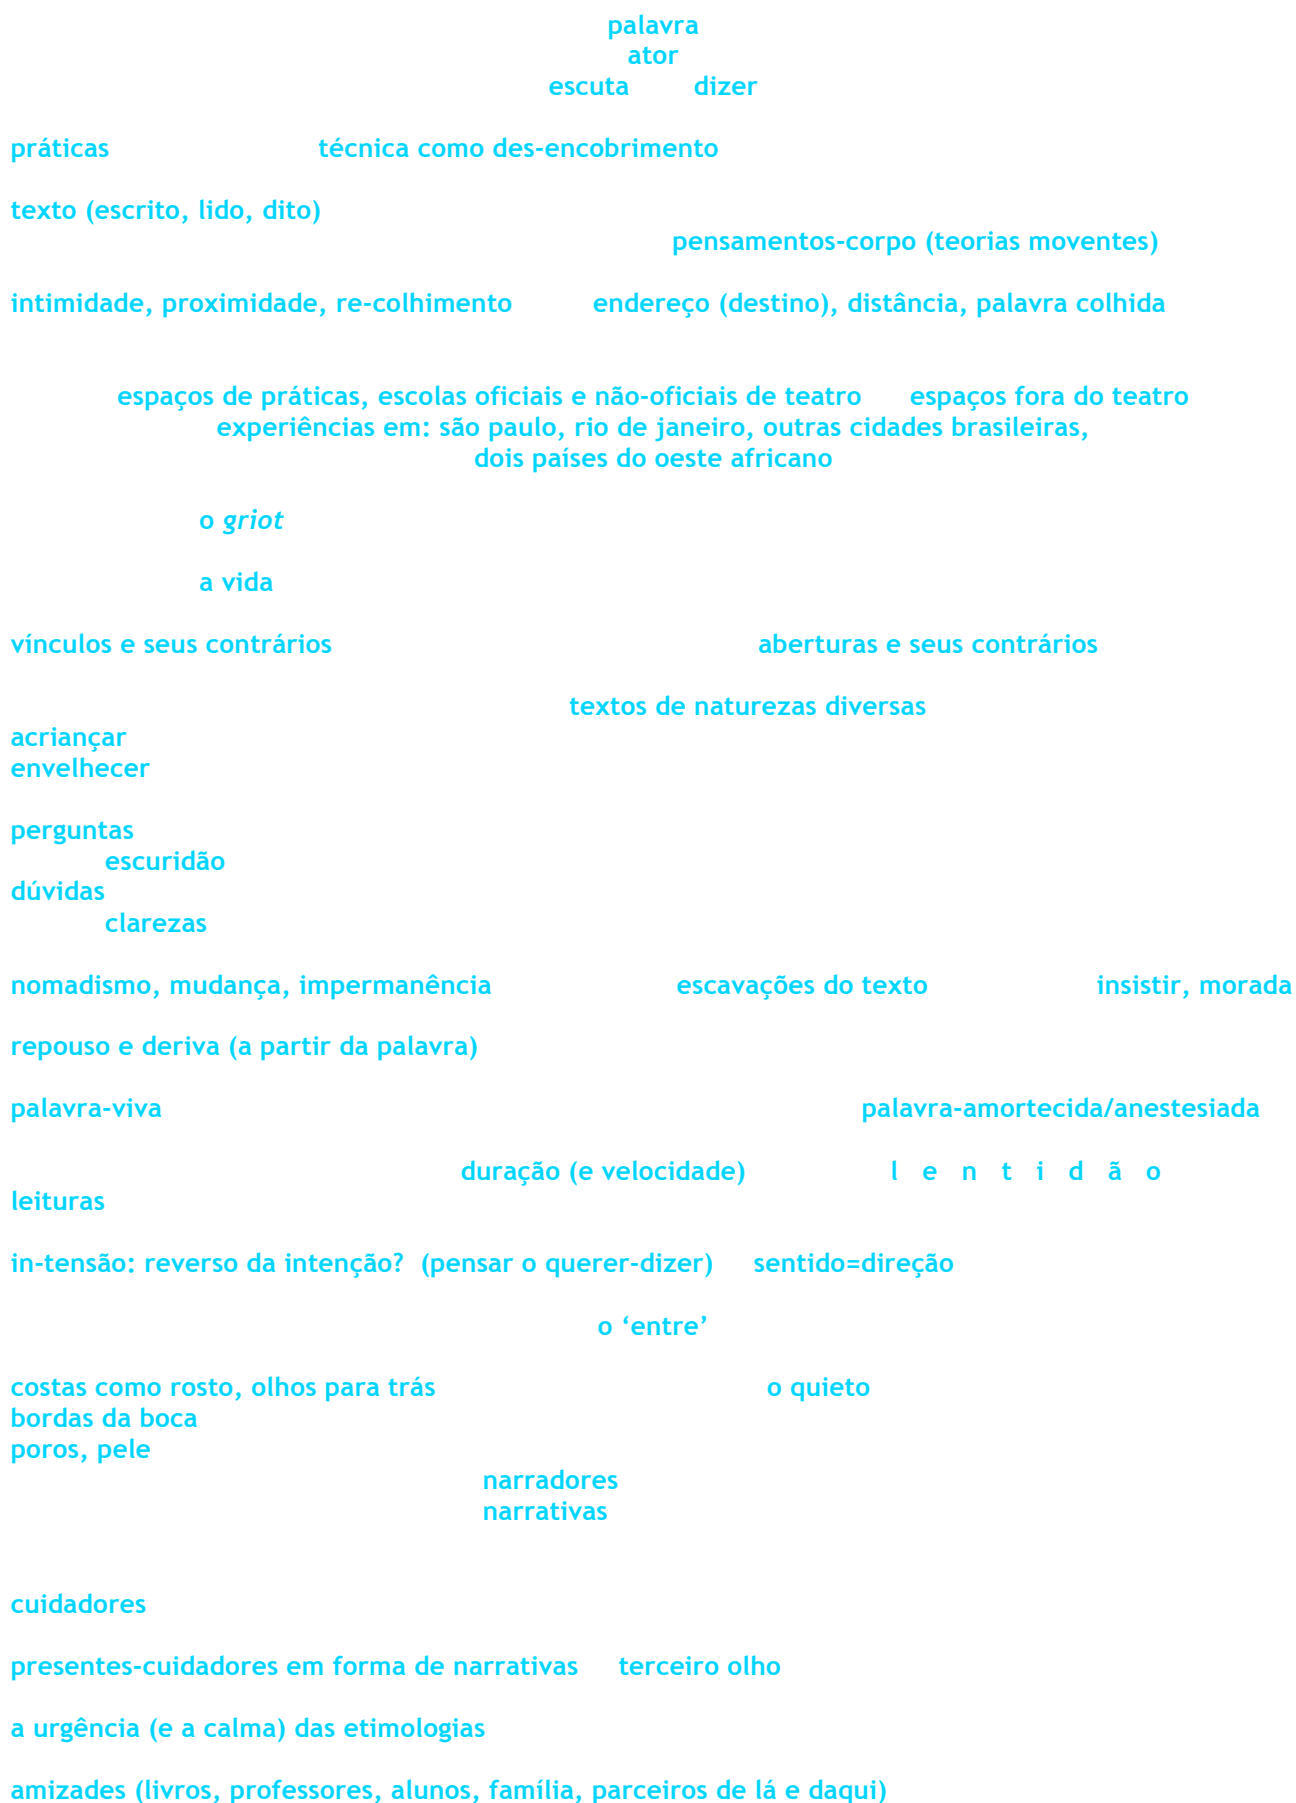 palavra
ator
escuta dizer
práticas técnica como des-encobrimento
texto (escrito, lido, dito)
pensamentos-corpo (teorias moventes)
intimidade, proximidade, re-colhimento endereço (destino), distância, palavra colhida
espaços de práticas, escolas oficiais e não-oficiais de teatro espaços fora do teatro
experiências em: são paulo, rio de janeiro, outras cidades brasileiras,
dois países do oeste africano
o griot
a vida
vínculos e seus contrários aberturas e seus contrários
textos de naturezas diversas
acriançar
envelhecer
perguntas
escuridão
dúvidas
clarezas
nomadismo, mudança, impermanência escavações do texto insistir, morada
repouso e deriva (a partir da palavra)
palavra-viva palavra-amortecida/anestesiada
duração (e velocidade) l e n t i d ã o
leituras
in-tensão: reverso da intenção? (pensar o querer-dizer) sentido=direção
o ‘entre’
costas como rosto, olhos para trás o quieto
bordas da boca
poros, pele
narradores
narrativas
cuidadores
presentes-cuidadores em forma de narrativas terceiro olho
a urgência (e a calma) das etimologias
amizades (livros, professores, alunos, família, parceiros de lá e daqui)